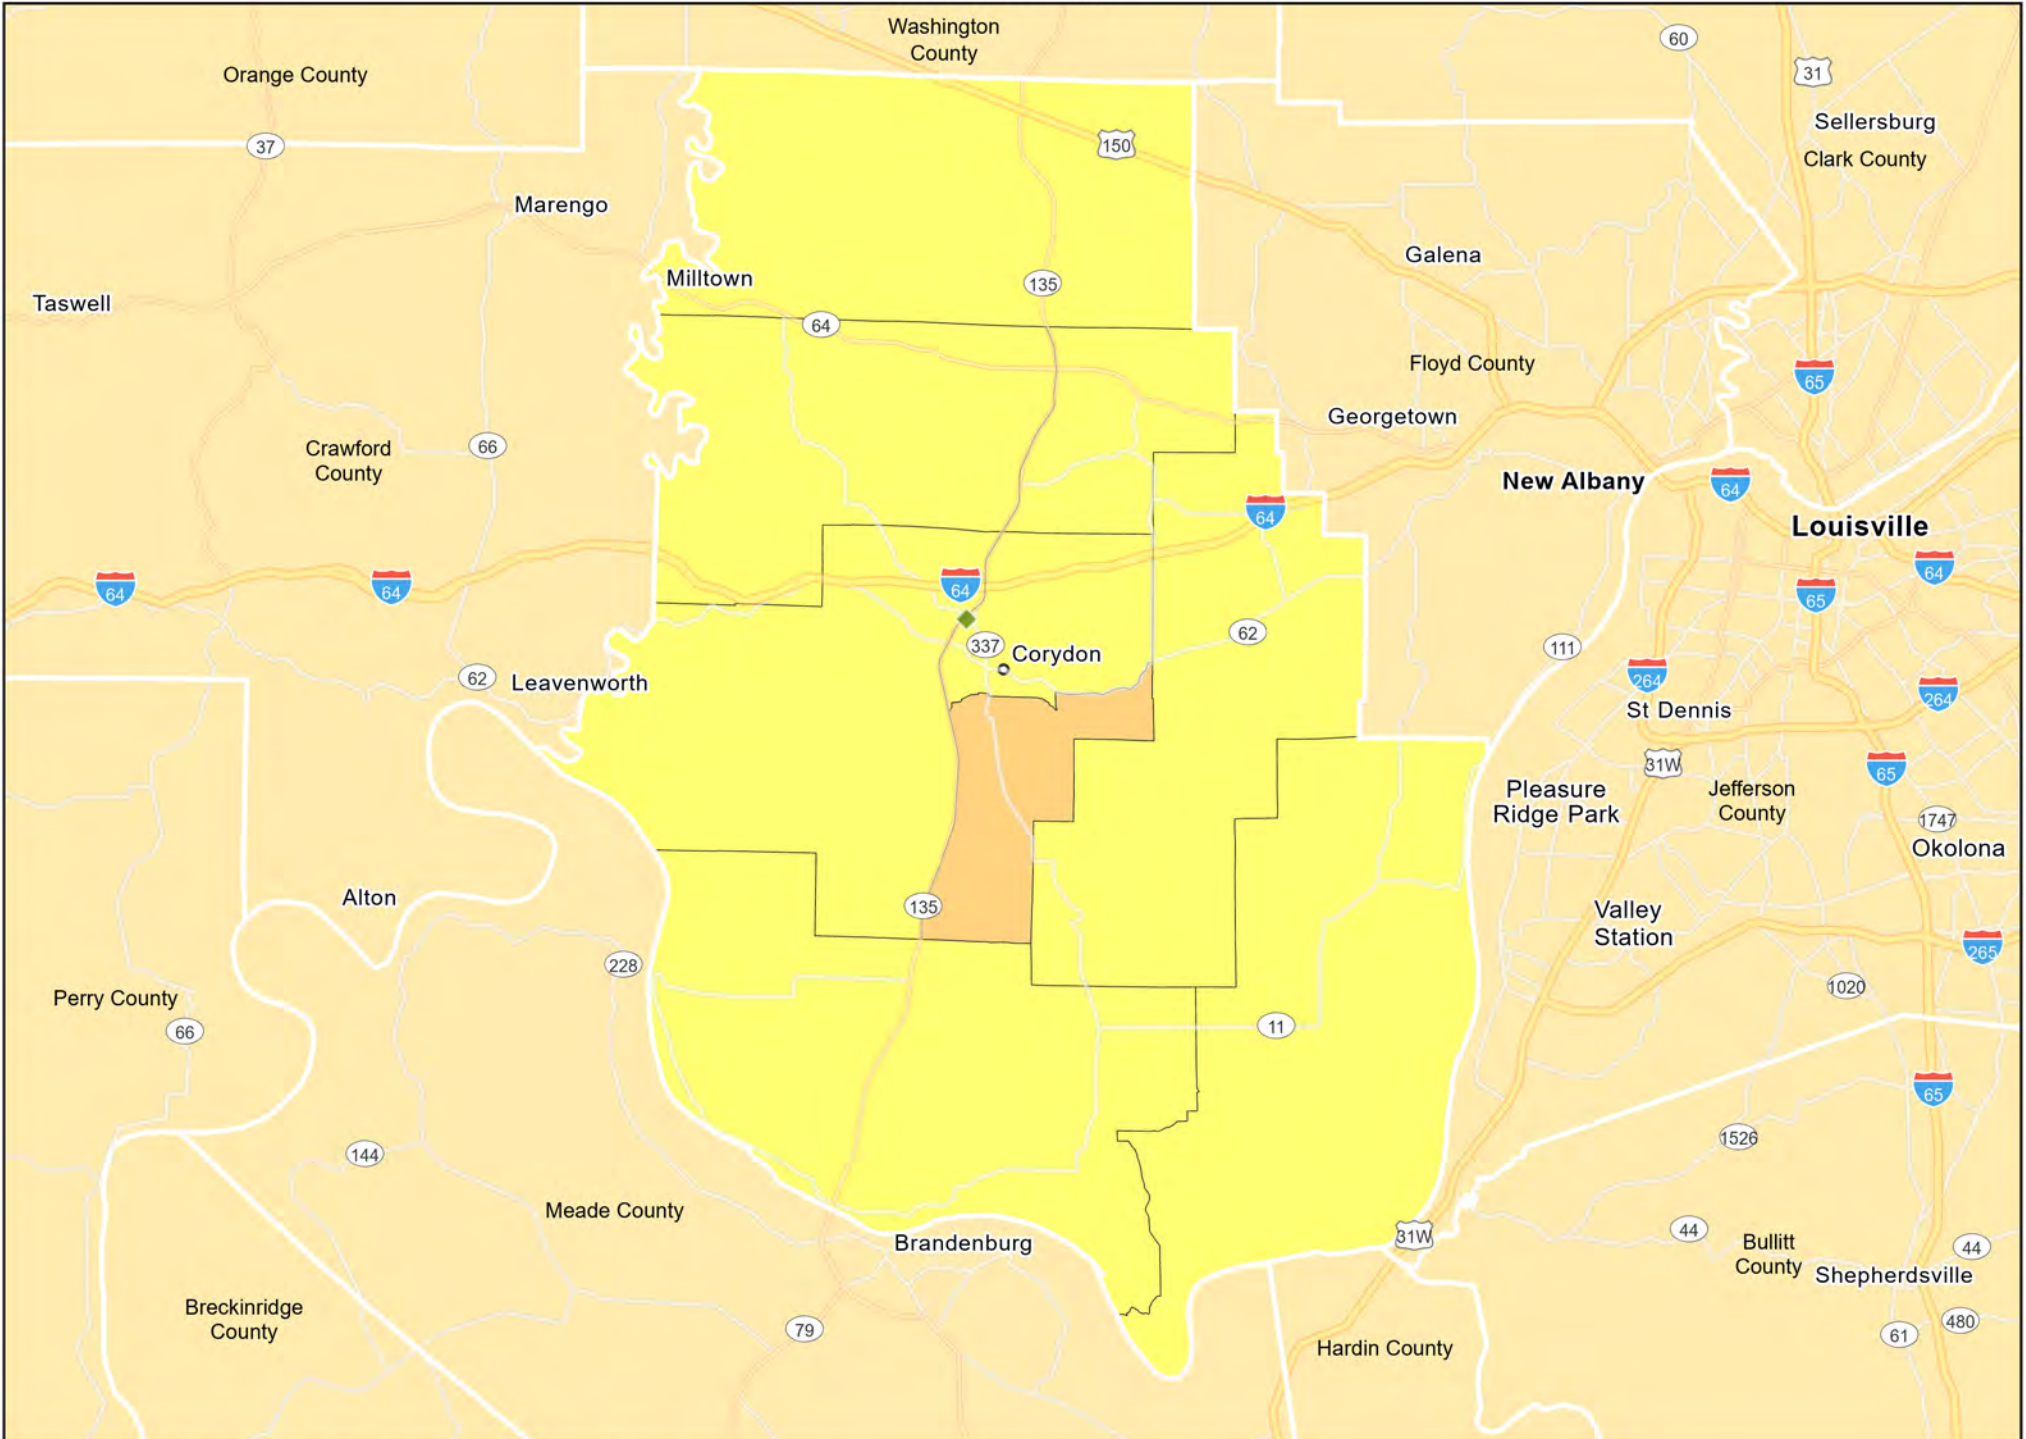 Washington
County
60
Orange County
31
Sellersburg
37
150
Clark County
Marengo
Galena
Milltown
135
Taswell
64
Floyd County
65
Georgetown
66
Crawford
County
New Albany
64
64
Louisville
64
64
64
64
65
337
62
Corydon
111
62
Leavenworth
264
264
St Dennis
31W
65
Pleasure
Ridge Park
Jefferson
County
1747
Okolona
Alton
135
Valley
Station
265
228
1020
Perry County
66
11
65
1526
144
Meade County
31W
44
Brandenburg
Bullitt
County
44
Shepherdsville
Breckinridge
County
79
480
61
Hardin County